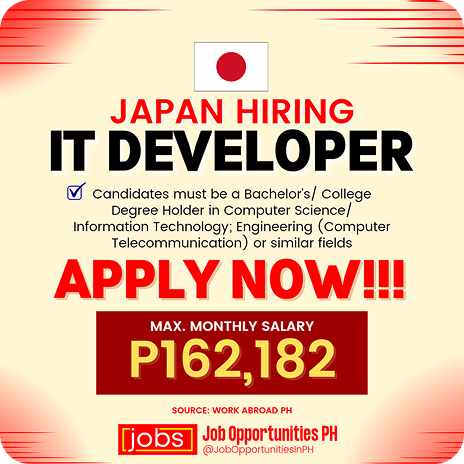 JAPAN HIRING
IT DEVELOPER
Candidates must be a Bachelor's/ College
Degree Holder in Computer Science/
Information Technology; Engineering (Computer
Telecommunication) or similar fields
APPLY NOW!!!
MAX. MONTHLY SALARY
P162,182
SOURCE: WORK ABROAD PH
jobs Job Opportunities PH
@JobOpportunitiesInPH